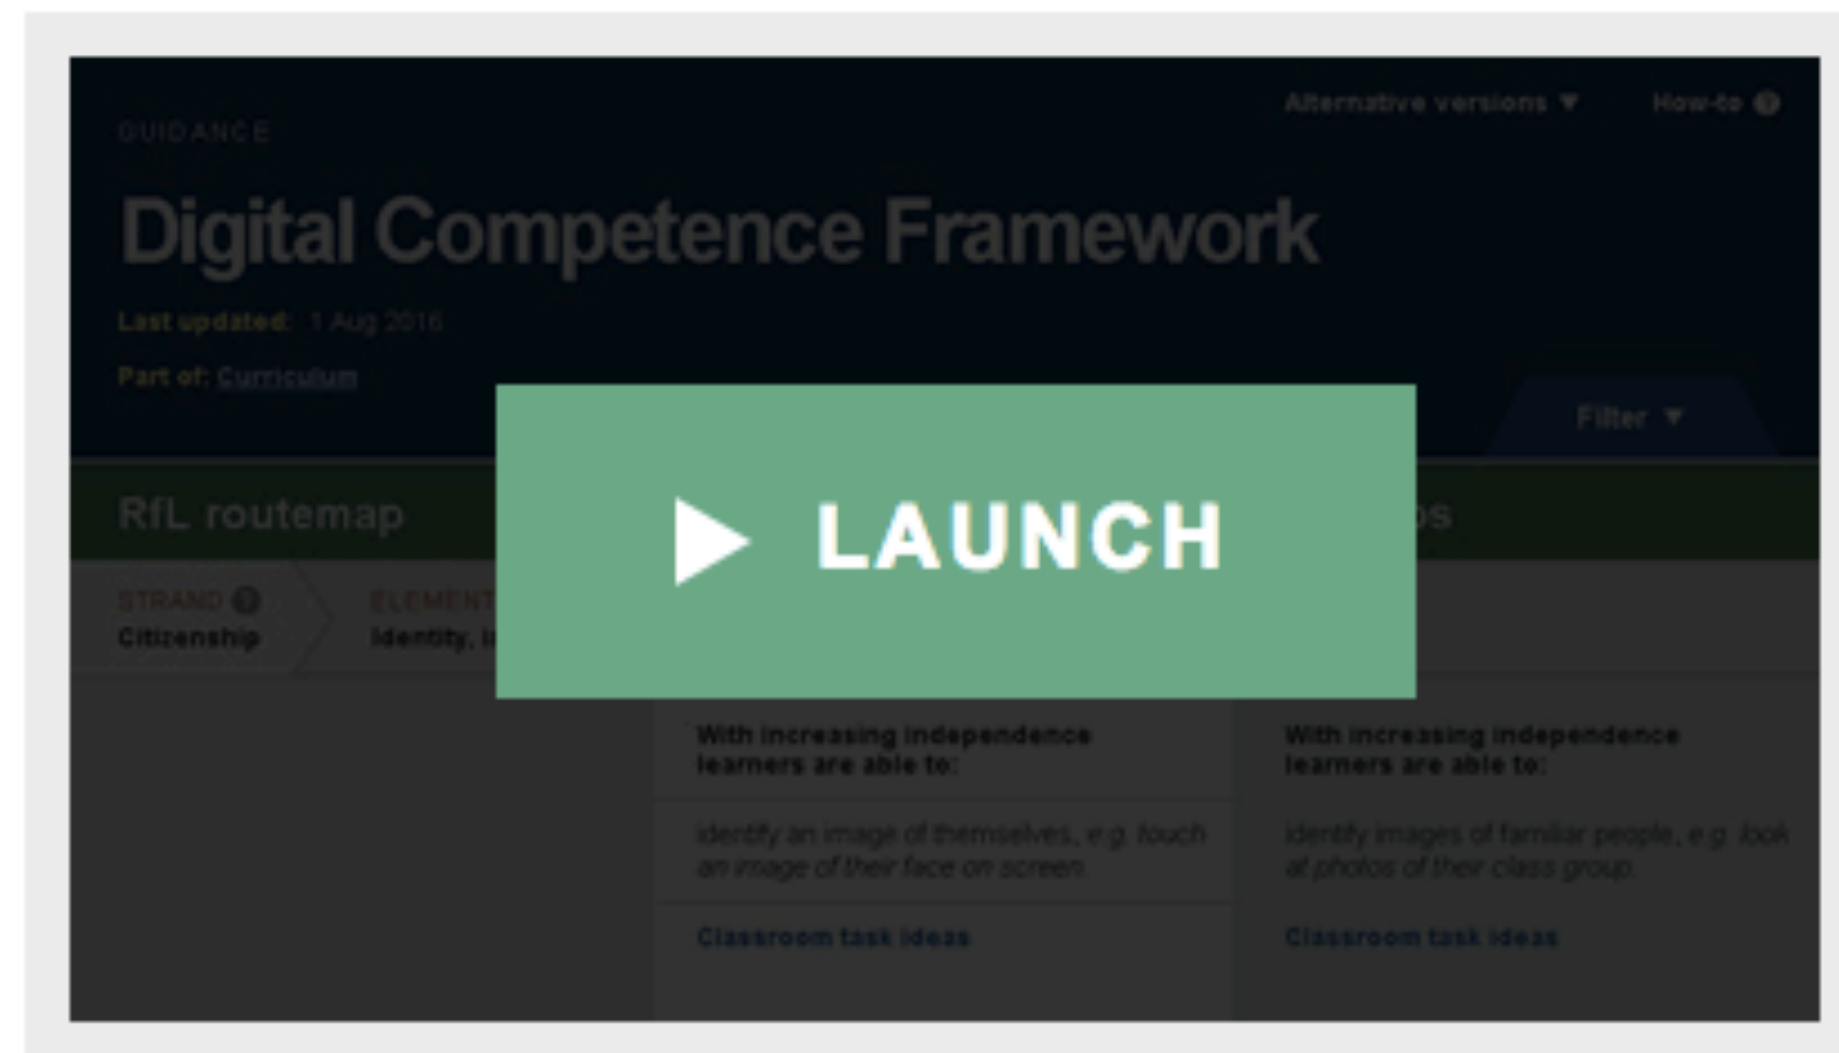 Alternative versions ▼ How-to ?
GUIDANCE
Digital Competence Framework
Last updated: 1 Aug 2016
Part of: Curriculum
Filter ▼
▶ LAUNCH
RfL routemap
STRAND ? ELEMENT
Citizenship Identity,
With increasing independence
learners are able to:
identify an image of themselves, e.g. touch
an image of their face on screen.
Classroom task ideas
With increasing independence
learners are able to:
identify images of familiar people, e.g. look
at photos of their class group.
Classroom task ideas